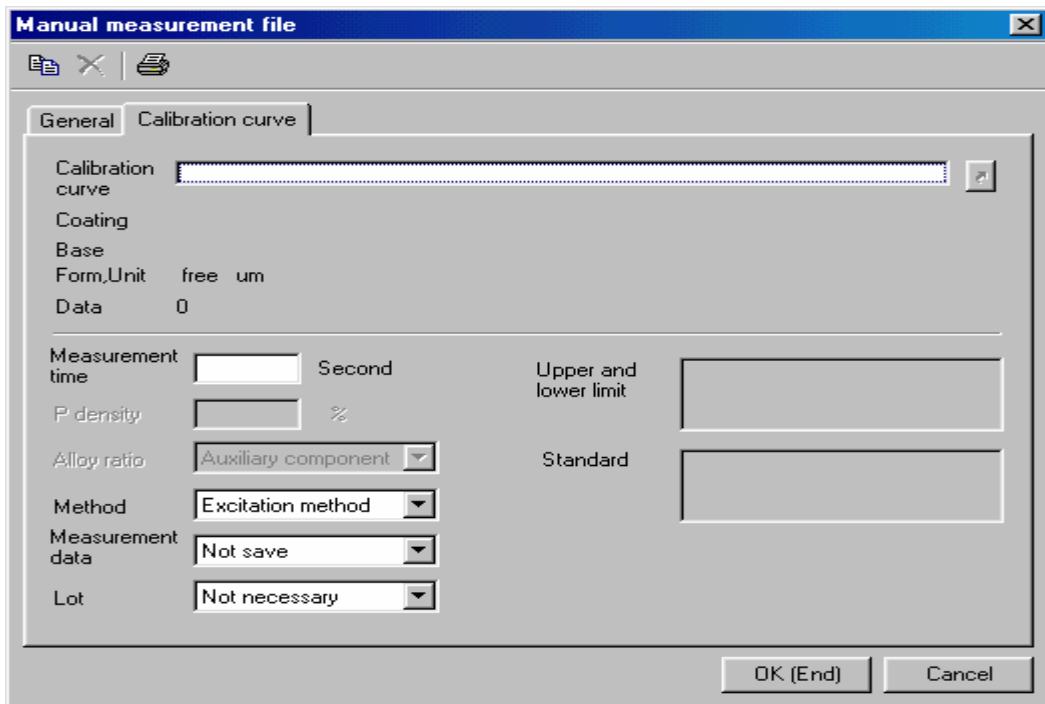 Manual measurement file
General
Calibration curve
Calibration
curve
Coating
Base
Form,Unit free um
Data 0
Measurement
time
Second
Upper and
lower limit
P density
%
Alloy ratio
Auxiliary component
Standard
Method
Excitation method
Measurement
data
Not save
Lot
Not necessary
OK (End)
Cancel